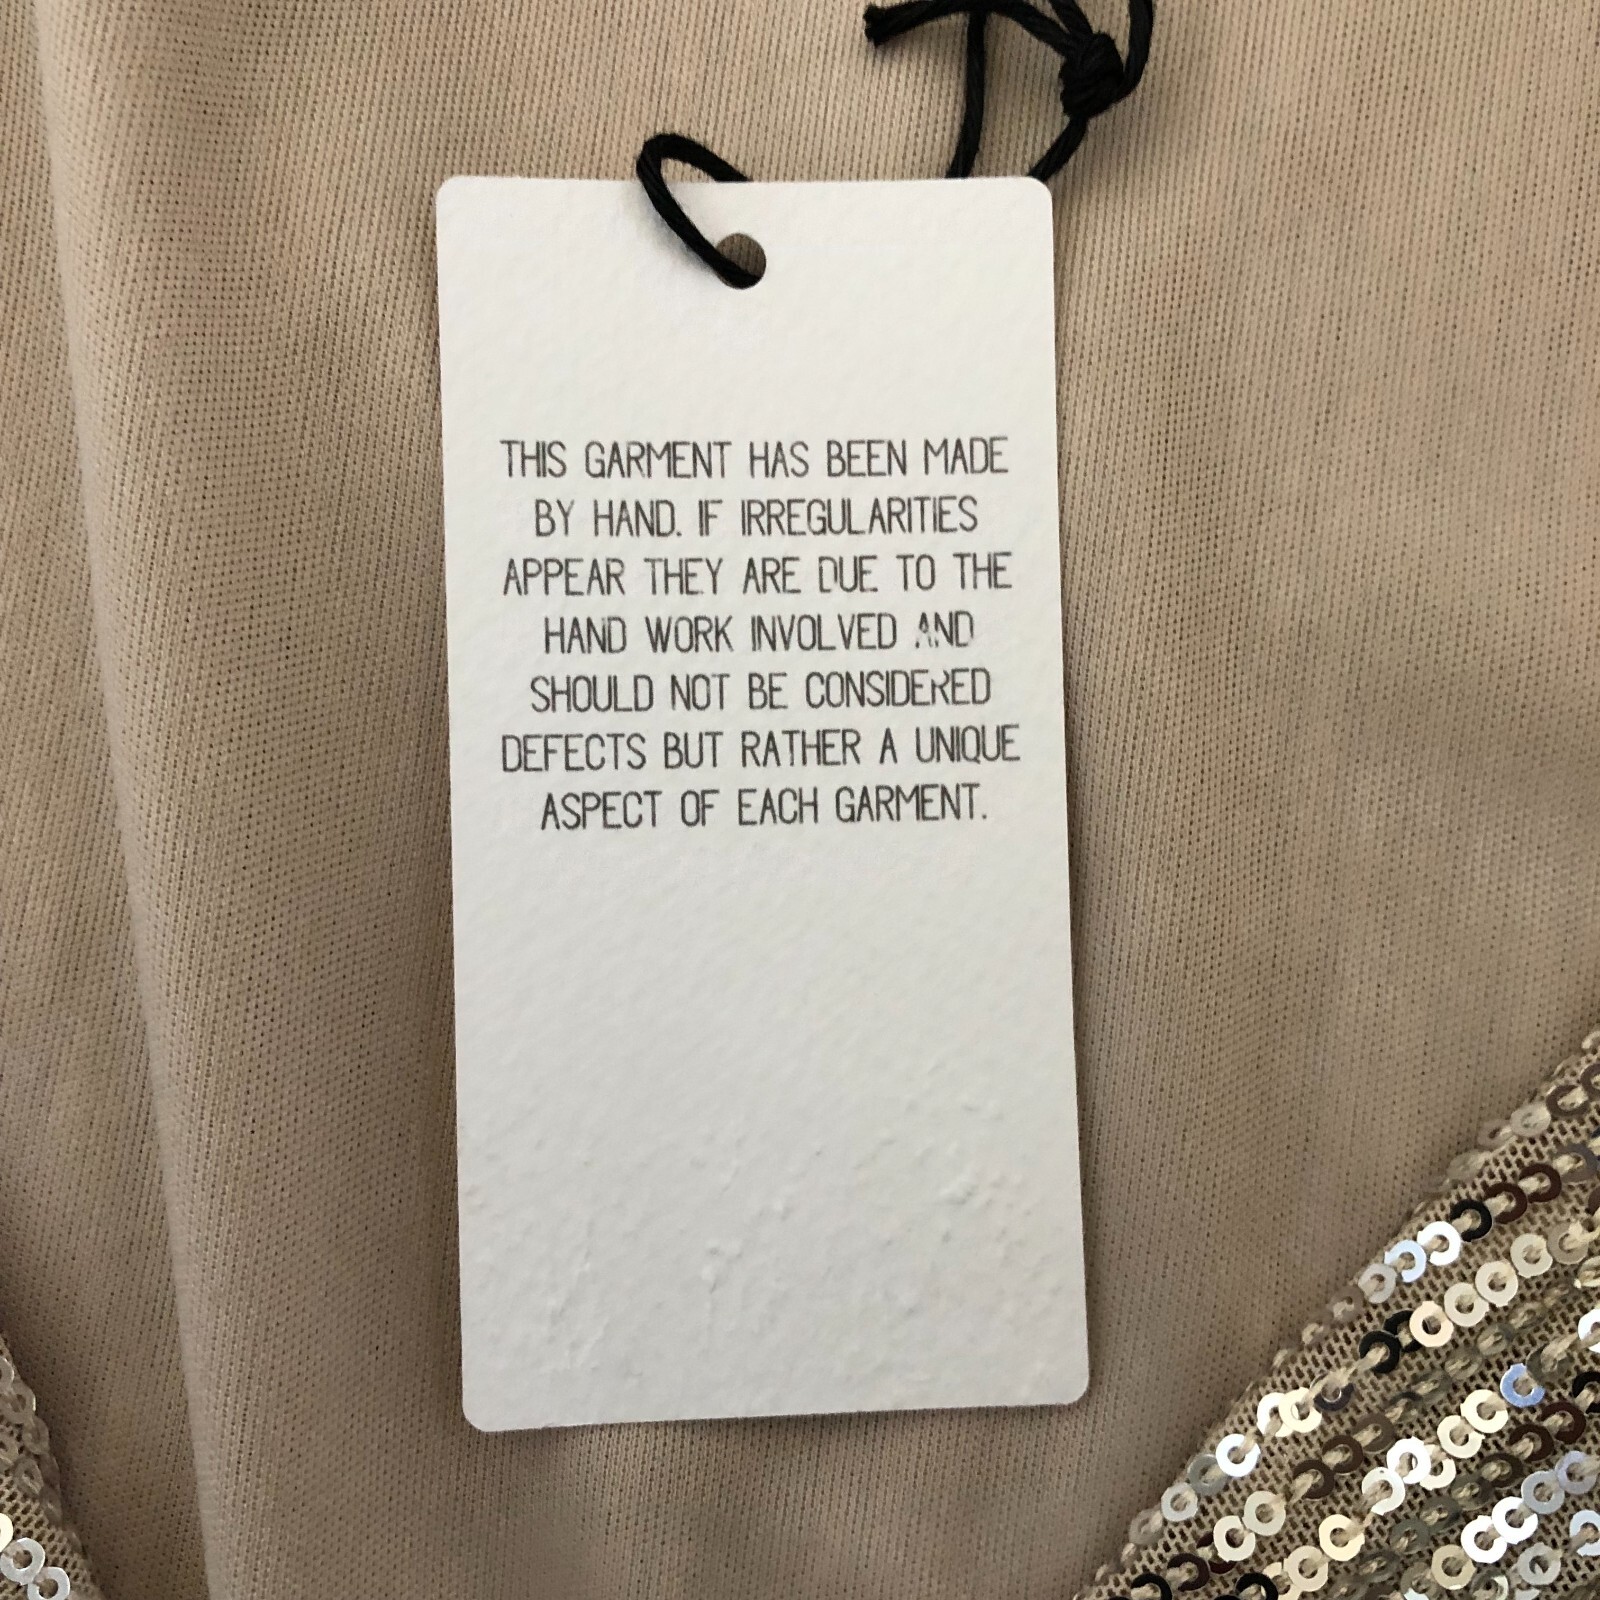 THIS GARMENT HAS BEEN MADE
BY HAND. IF IRREGULARITIES
APPEAR THEY ARE DUE TO THE
HAND WORK INVOLVED AND
SHOULD NOT BE CONSIDERED
DEFECTS BUT RATHER A UNIQUE
ASPECT OF EACH GARMENT.